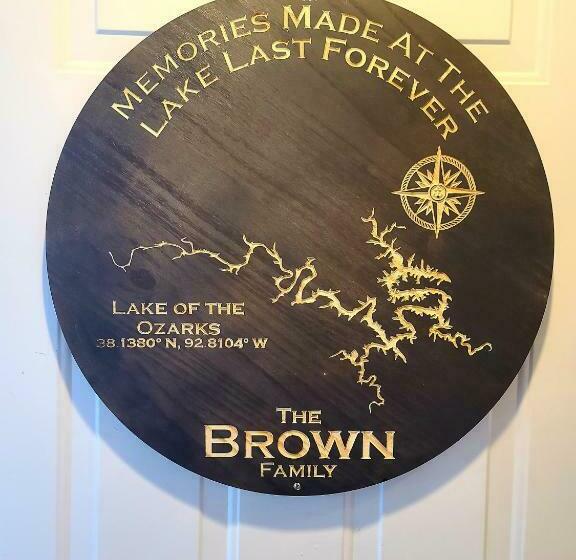 Memories Made At The
Lake Last Forever
Lake of the
Ozarks
38.1380° N, 92.8104° W
The
Brown
Family